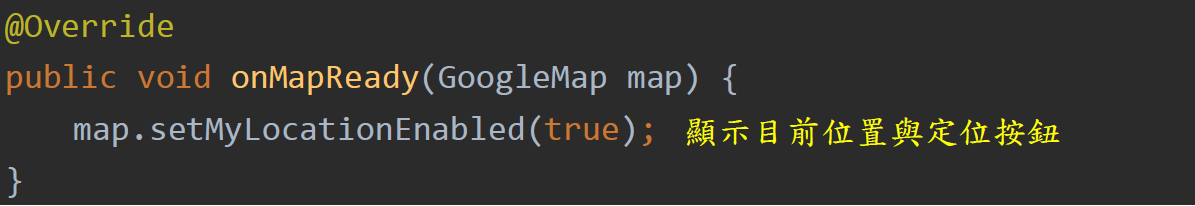 @Override
public void onMapReady(GoogleMap map) {
map.setMyLocationEnabled(true); 顯示目前位置與定位按鈕
}